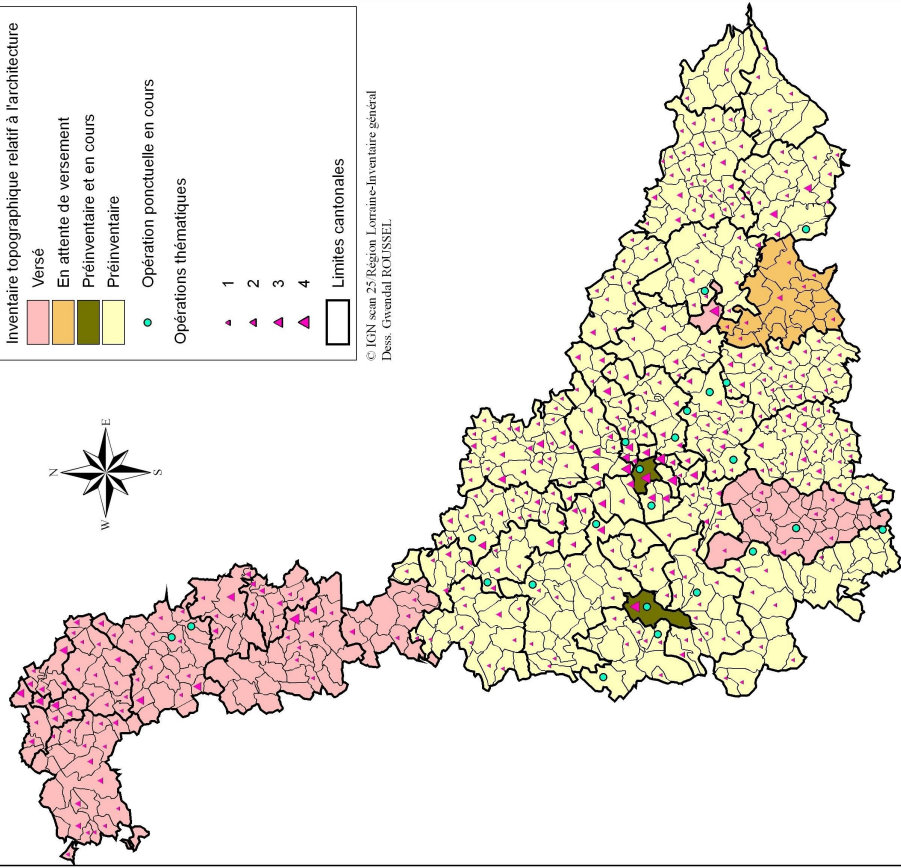 Inventaire topographique relatif à l'architecture
Versé
En attente de versement
Préinventaire et en cours
Préinventaire
Opération ponctuelle en cours
Opérations thématiques
1
2
3
4
Limites cantonales
© IGN scan 25/Région Lorraine-Inventaire général
Dess. Gwendal ROUSSEL
N
W
E
S